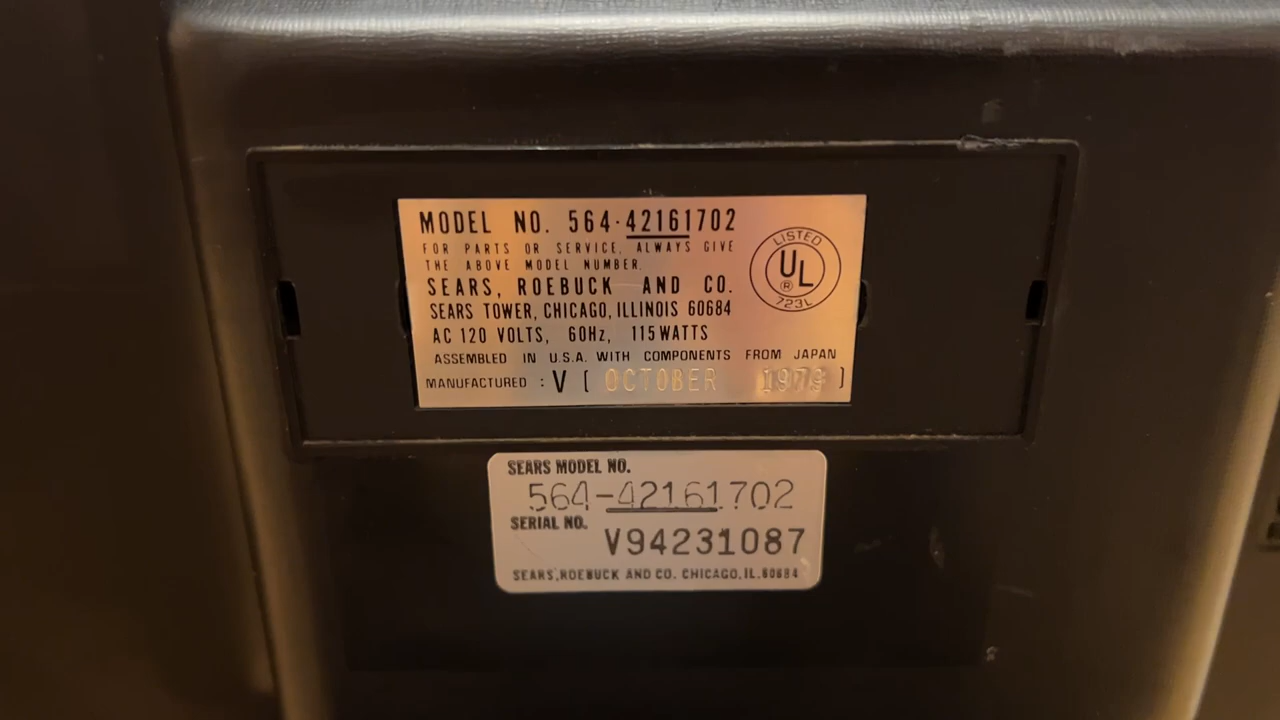 MODEL NO. 564·42161702
FOR PARTS OR SERVICE, ALWAYS GIVE
THE ABOVE MODEL NUMBER.
SEARS, ROEBUCK AND CO.
SEARS TOWER, CHICAGO, ILLINOIS 60684
AC 120 VOLTS, 60Hz, 115 WATTS
ASSEMBLED IN U.S.A. WITH COMPONENTS FROM JAPAN
MANUFACTURED : V [ OCTOBER 1979 ]
LISTED
UL
®
723L
SEARS MODEL NO.
564-42161702
SERIAL NO.
V94231087
SEARS, ROEBUCK AND CO. CHICAGO, IL. 60684